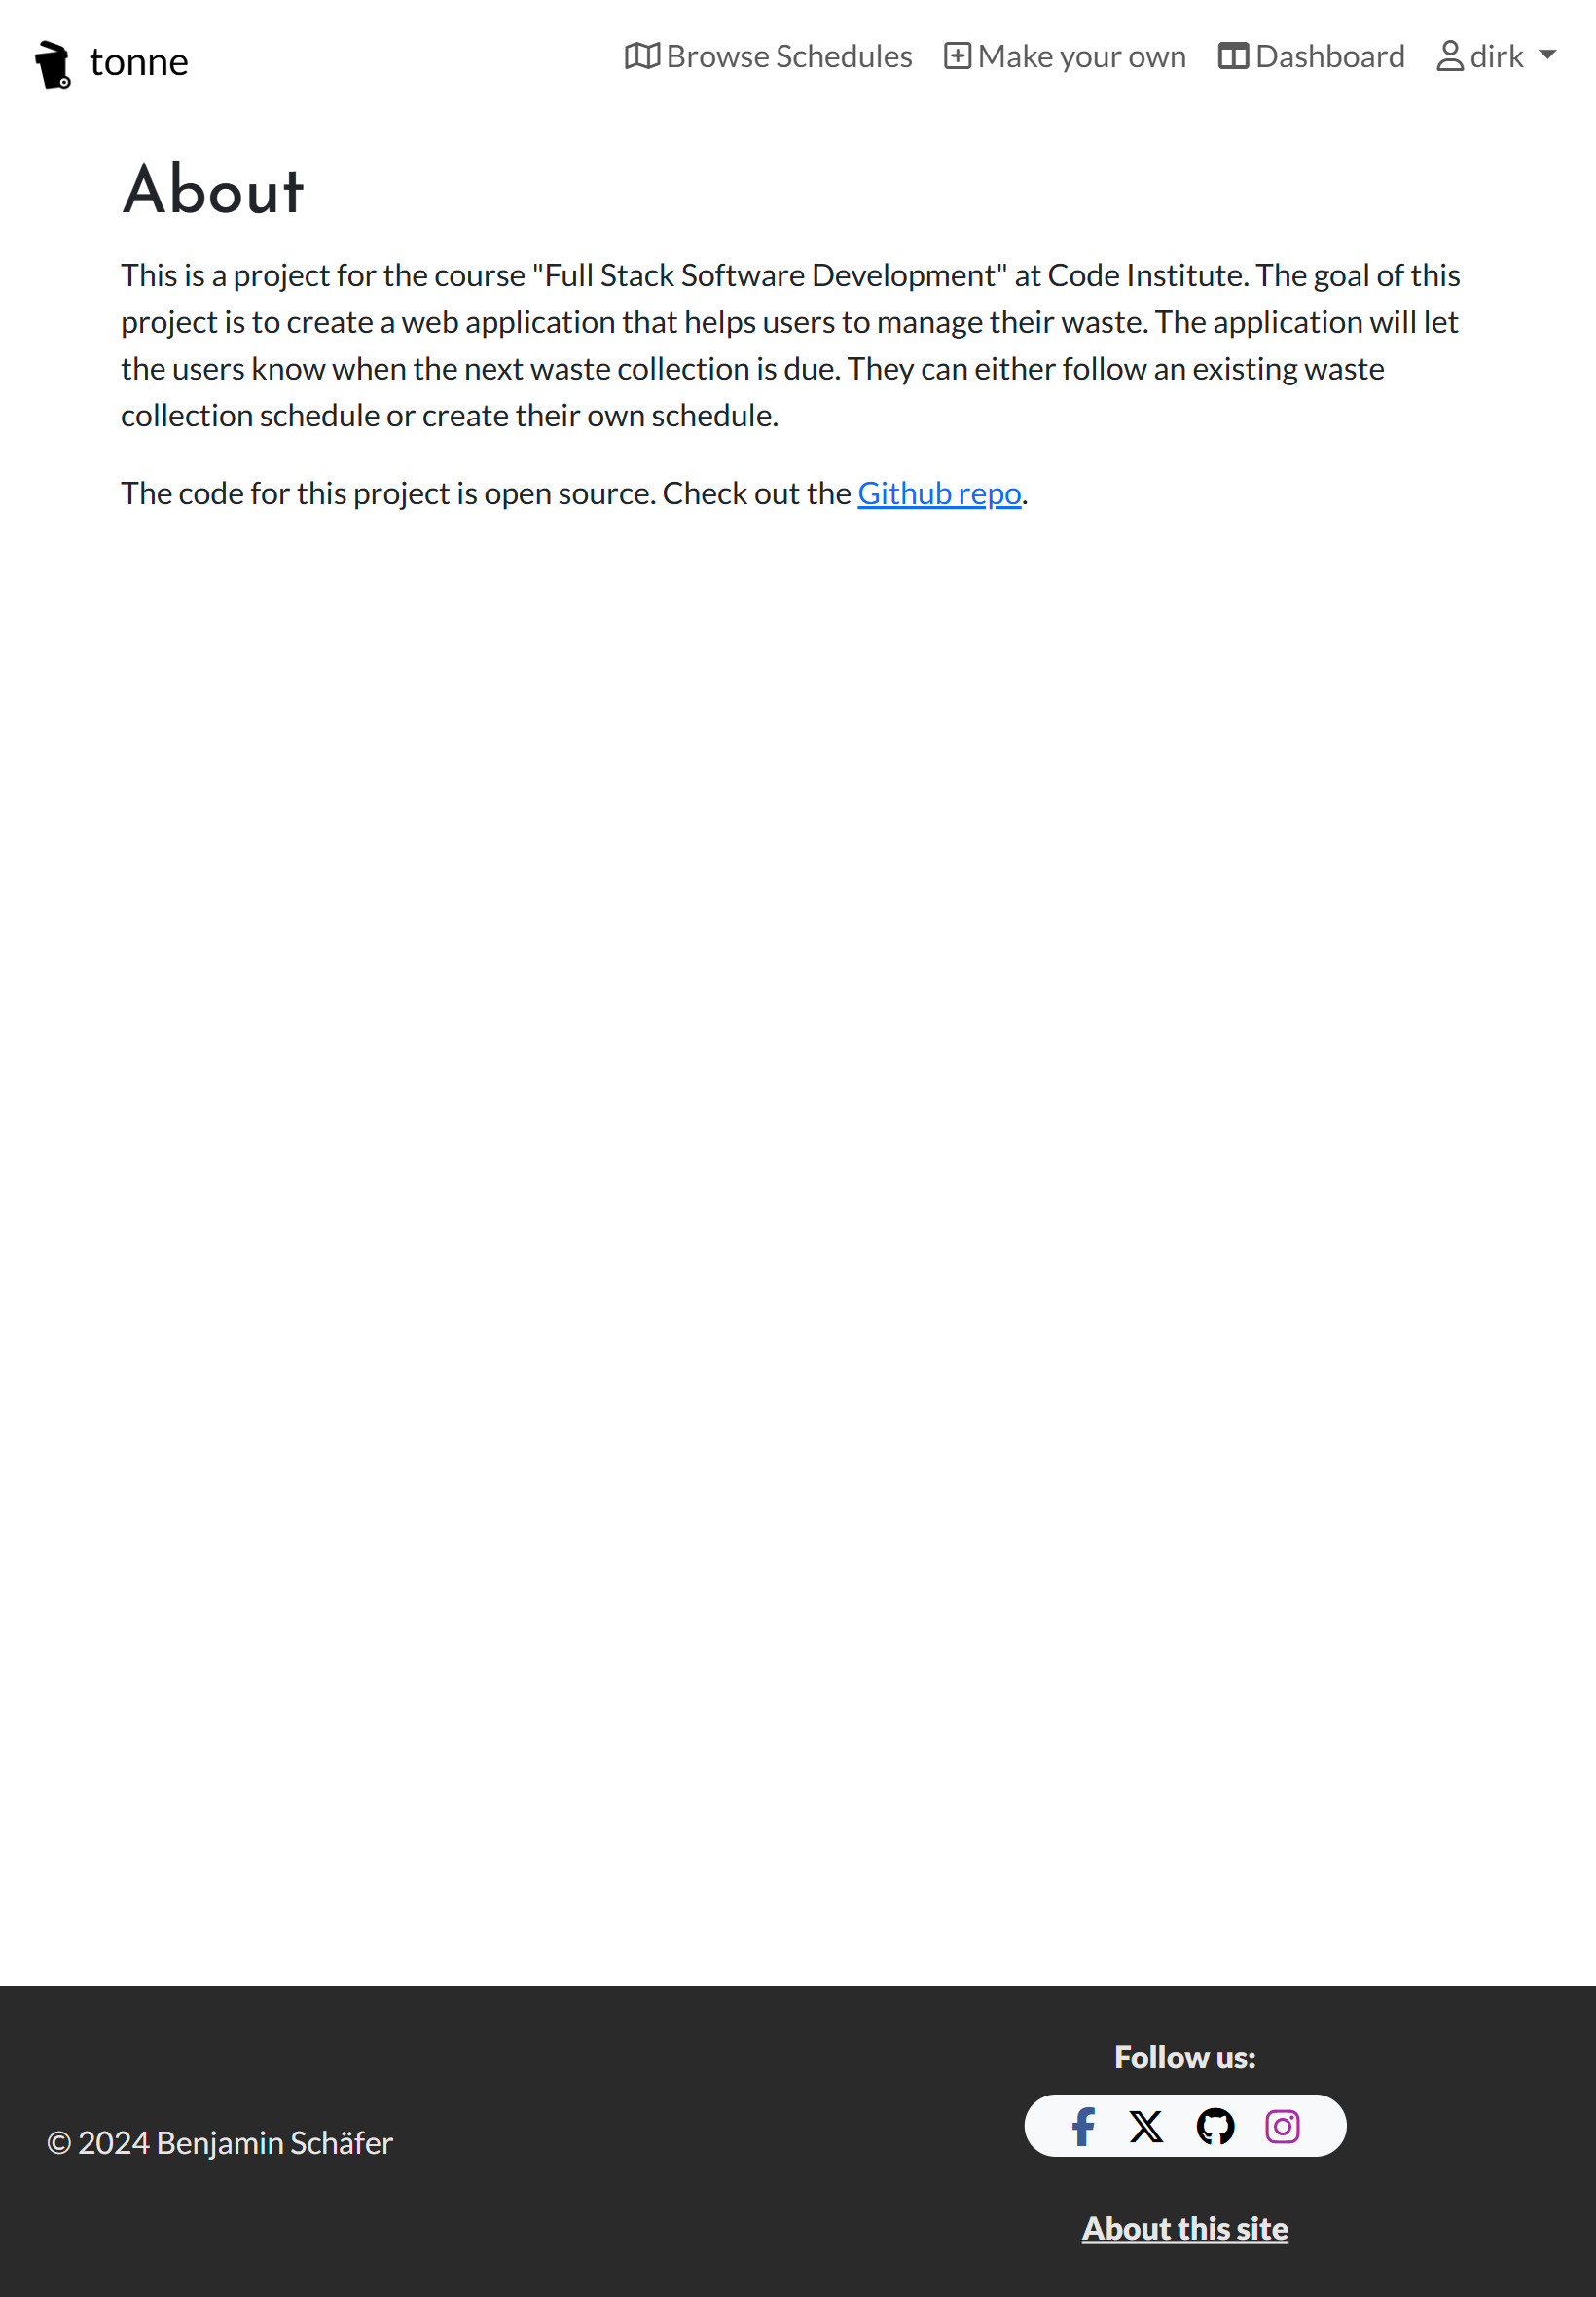 tonne
Browse Schedules
Make your own
Dashboard
dirk
About
This is a project for the course "Full Stack Software Development" at Code Institute. The goal of this
project is to create a web application that helps users to manage their waste. The application will let
the users know when the next waste collection is due. They can either follow an existing waste
collection schedule or create their own schedule.
The code for this project is open source. Check out the Github repo.
Follow us:
© 2024 Benjamin Schäfer
About this site